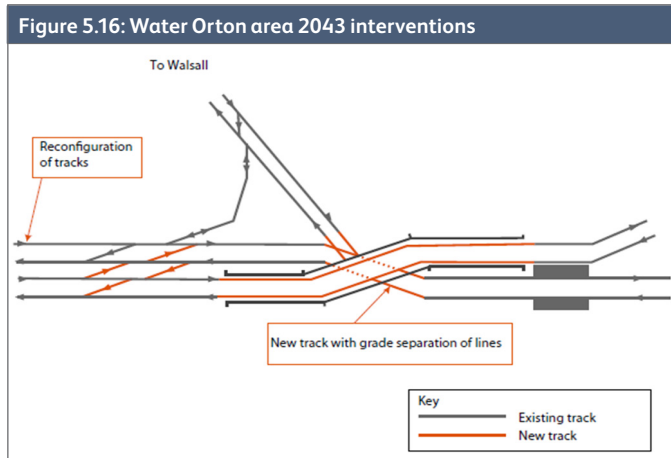 Figure 5.16: Water Orton area 2043 interventions
To Walsall
Reconfiguration
of tracks
New track with grade separation of lines
Key
Existing track
New track